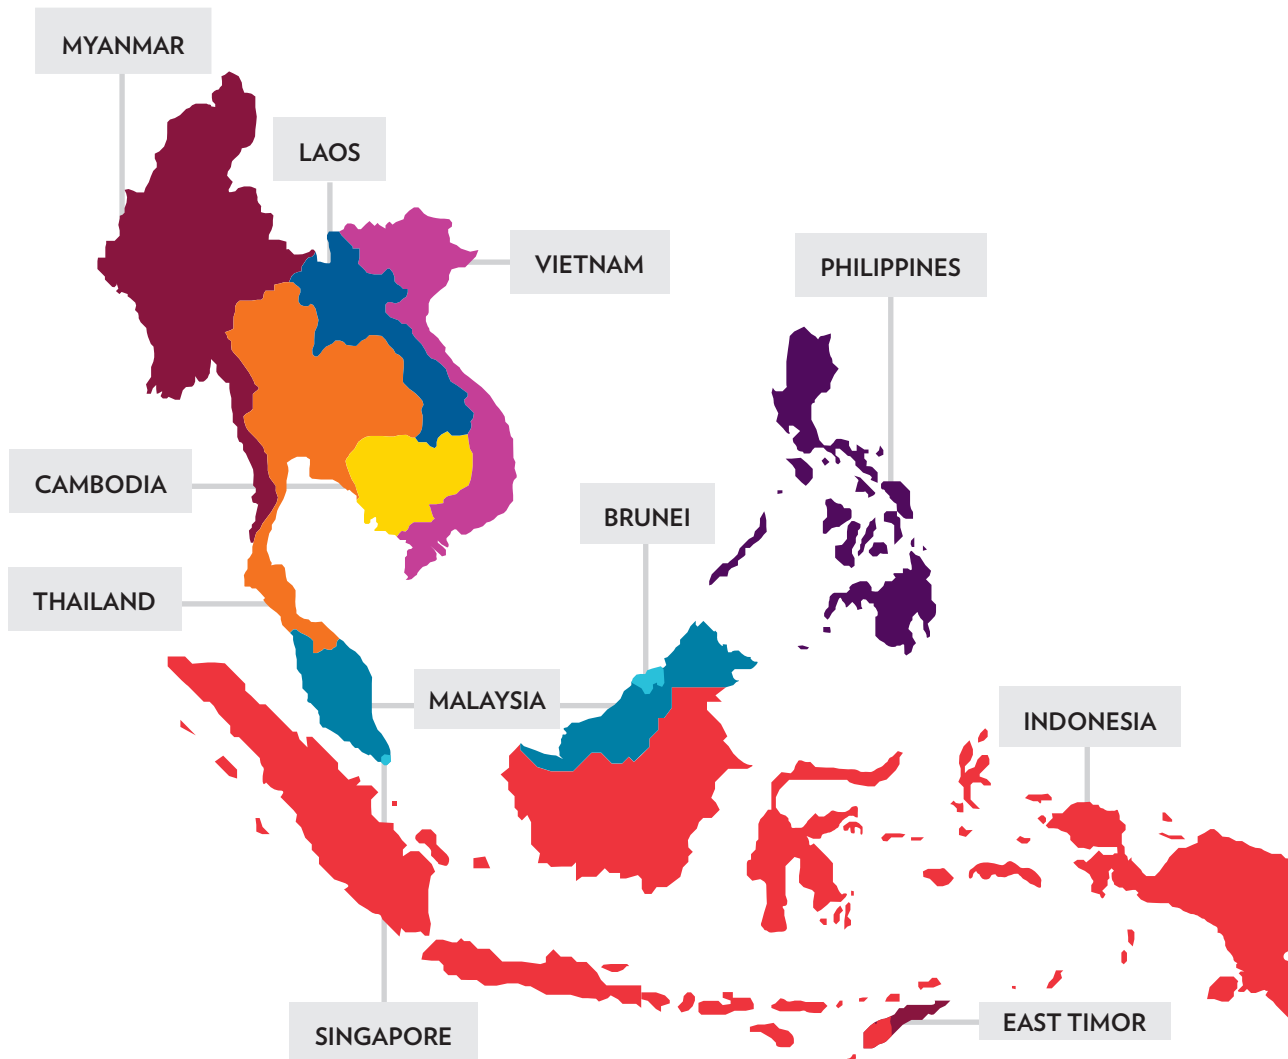 MYANMAR
LAOS
VIETNAM
PHILIPPINES
CAMBODIA
BRUNEI
THAILAND
MALAYSIA
INDONESIA
SINGAPORE
EAST TIMOR